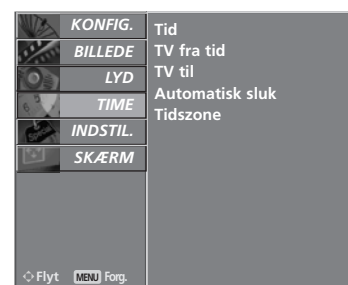 KONFIG.
BILLEDE
LYD
TIME
INDSTIL.
SKÆRM
Tid
TV fra tid
TV til
Automatisk sluk
Tidszone
Flyt MENU Forg.